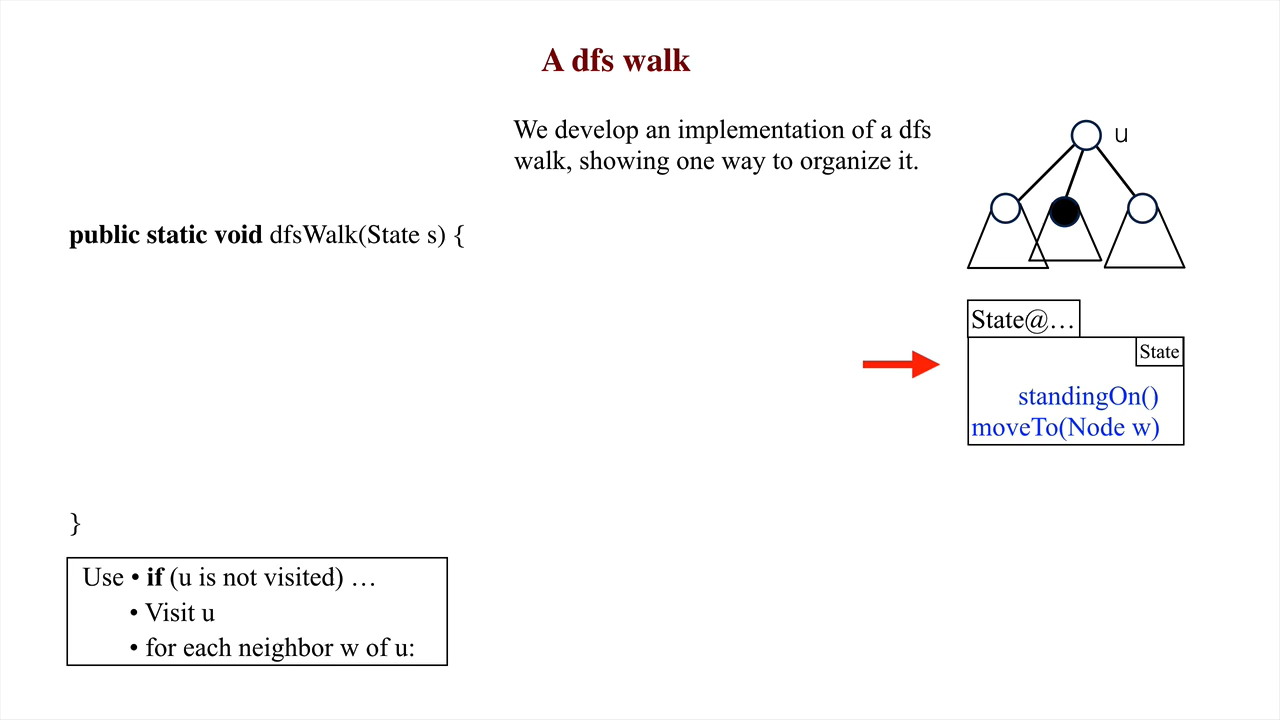 A dfs walk
We develop an implementation of a dfs
walk, showing one way to organize it.
u
public static void dfsWalk(State s) {
State@…
State
standingOn()
moveTo(Node w)
}
Use • if (u is not visited) …
• Visit u
• for each neighbor w of u: